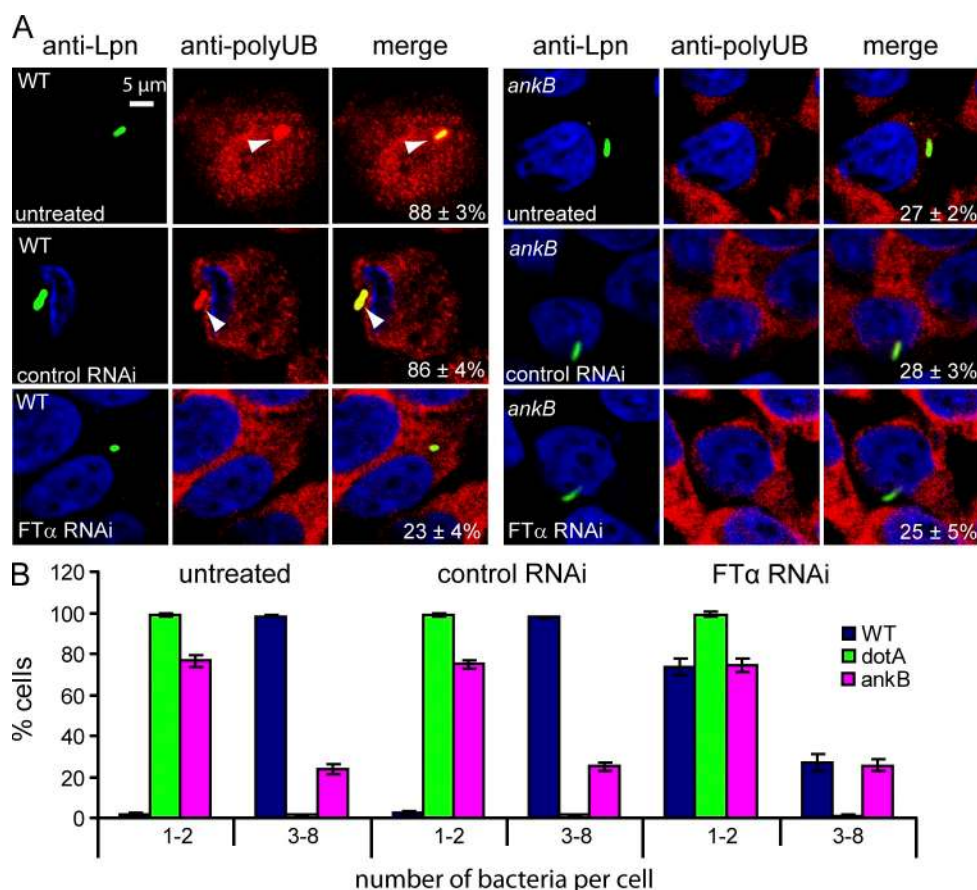 A
anti-Lpn anti-polyUB merge anti-Lpn anti-polyUB merge
WT
5 µm
untreated
88 ± 3%
ankB
untreated
27 ± 2%
WT
control RNAi
86 ± 4%
ankB
control RNAi
28 ± 3%
WT
FTα RNAi
23 ± 4%
ankB
FTα RNAi
25 ± 5%
B
untreated control RNAi FTα RNAi
120
100
80
60
40
20
0
% cells
WT
dotA
ankB
1-2 3-8 1-2 3-8 1-2 3-8
number of bacteria per cell